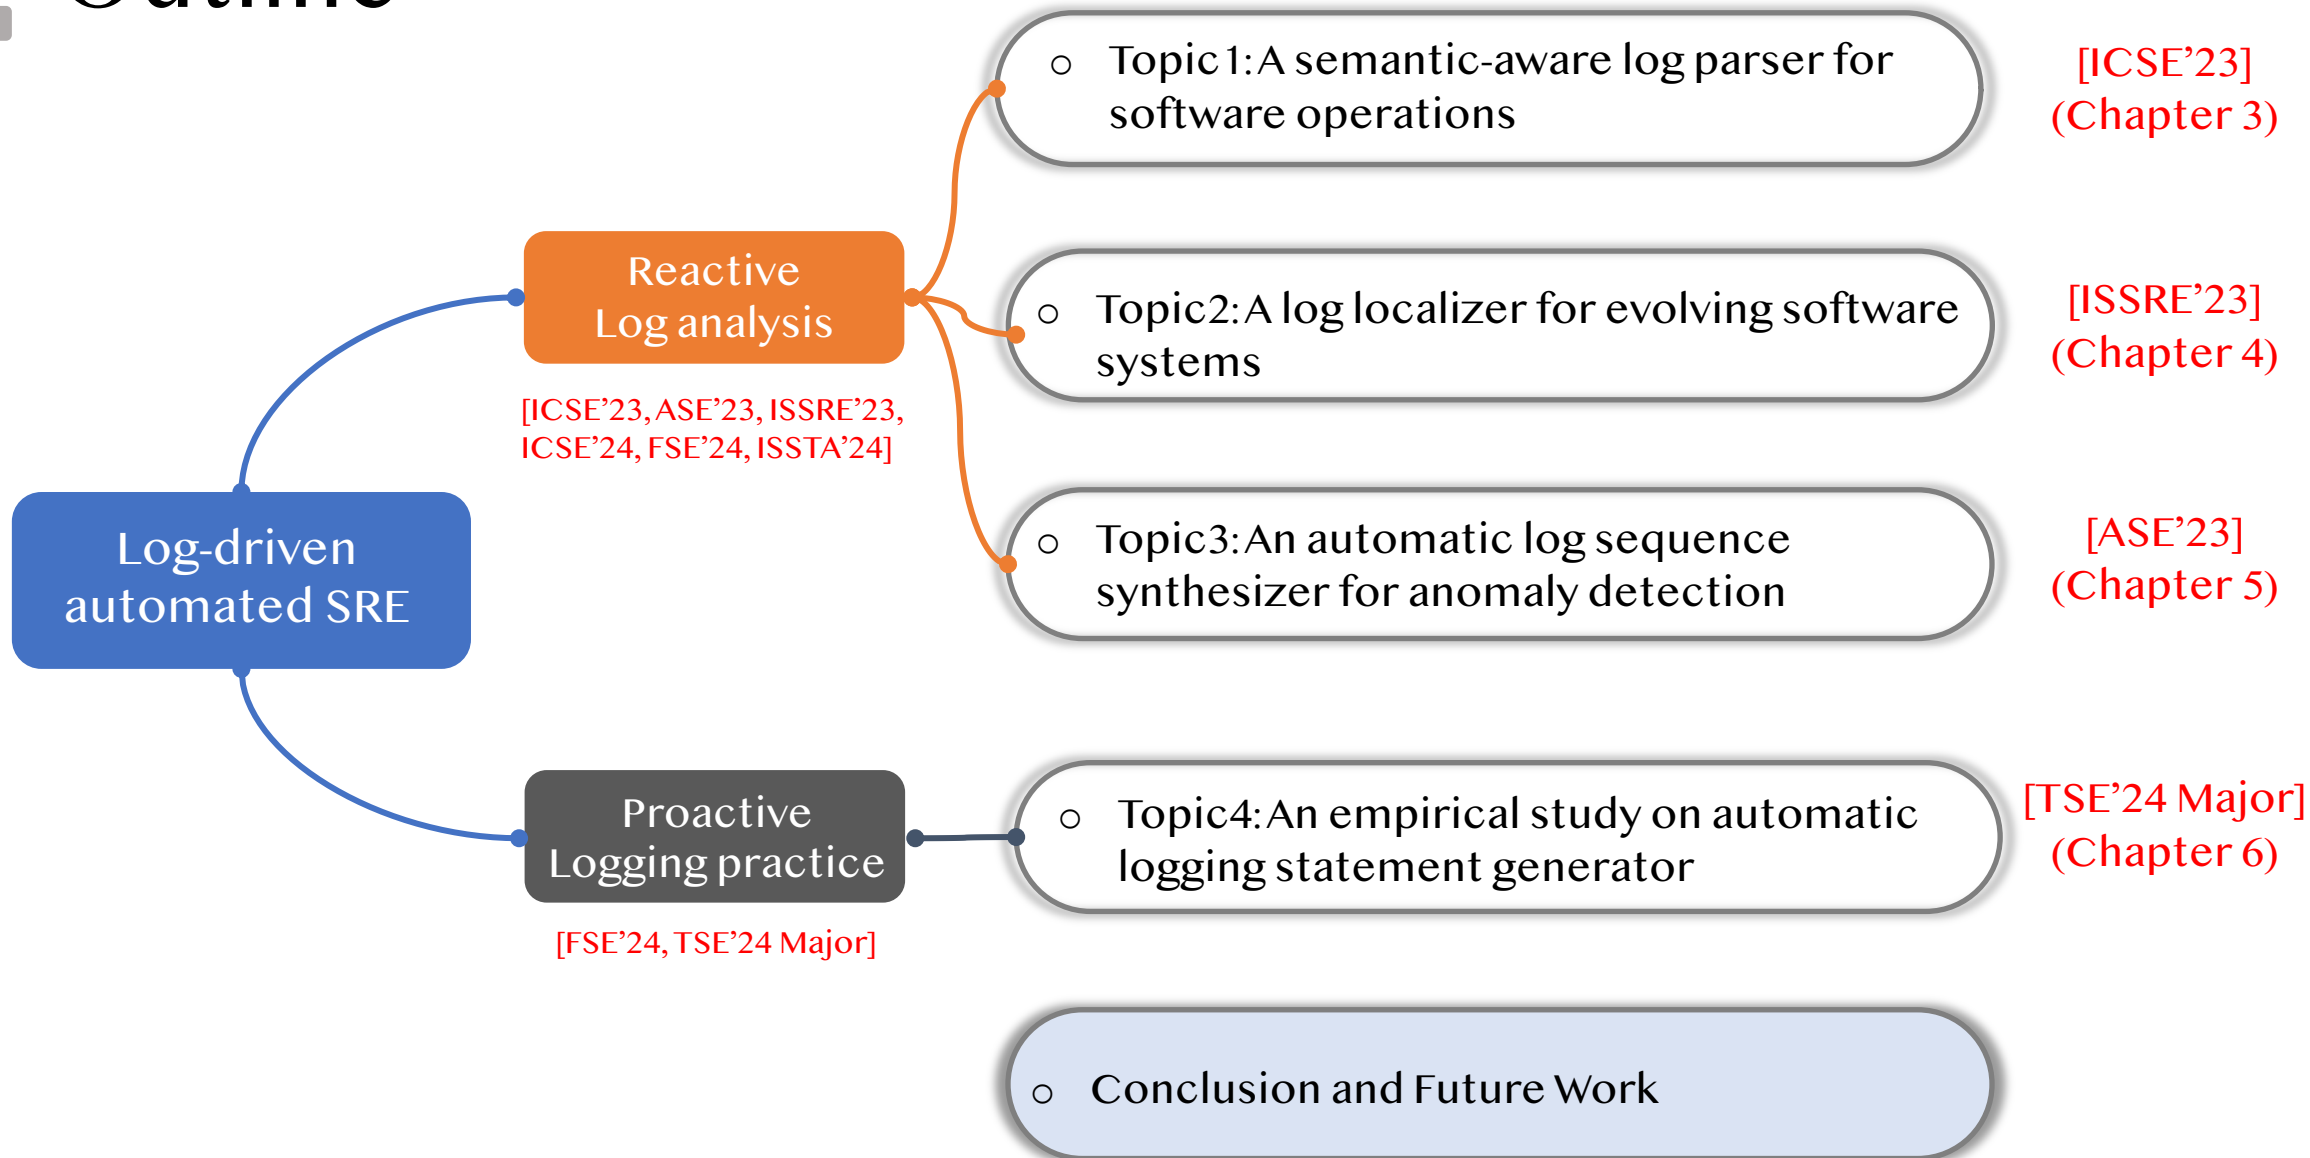 Outline
○ Topic1: A semantic-aware log parser for
software operations
[ICSE’23]
(Chapter 3)
Reactive
Log analysis
[ICSE’23, ASE’23, ISSRE’23,
ICSE’24, FSE’24, ISSTA’24]
○ Topic2: A log localizer for evolving software
systems
[ISSRE’23]
(Chapter 4)
Log-driven
automated SRE
○ Topic3: An automatic log sequence
synthesizer for anomaly detection
[ASE’23]
(Chapter 5)
Proactive
Logging practice
[FSE’24, TSE’24 Major]
○ Topic4: An empirical study on automatic
logging statement generator
[TSE’24 Major]
(Chapter 6)
○ Conclusion and Future Work